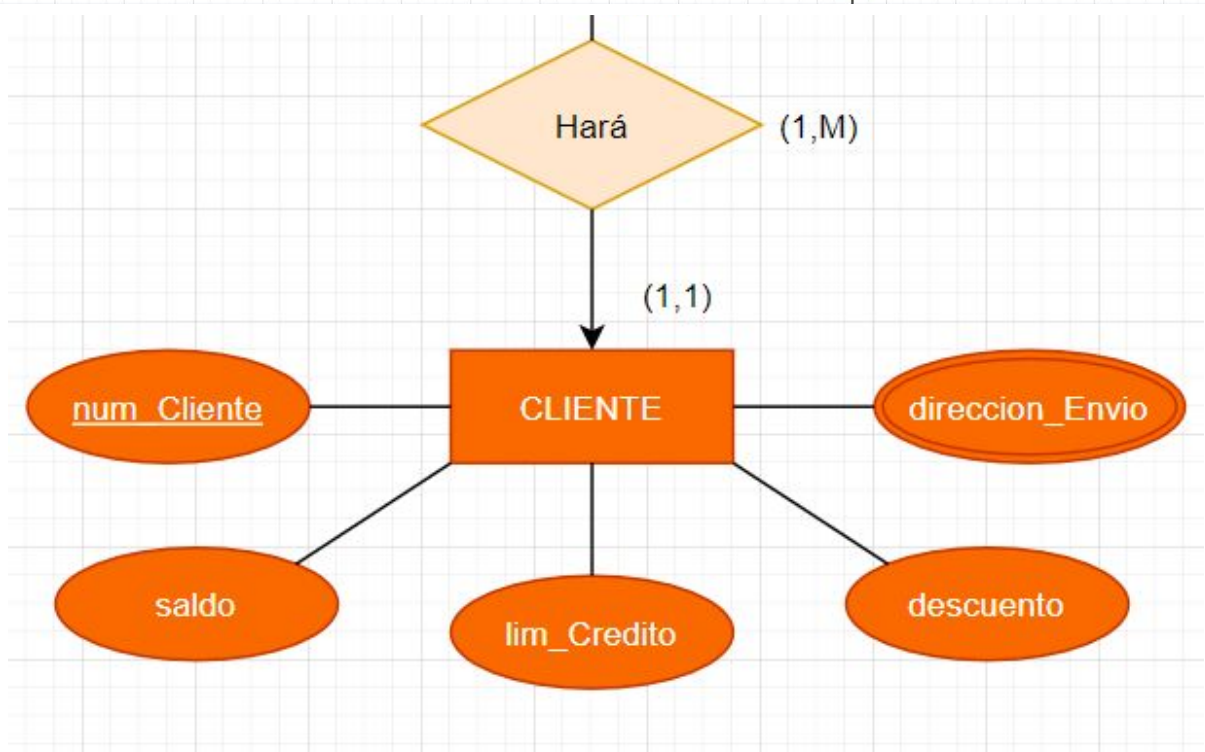 Hará
(1,M)
(1,1)
num_Cliente
CLIENTE
direccion_Envio
saldo
lim_Credito
descuento